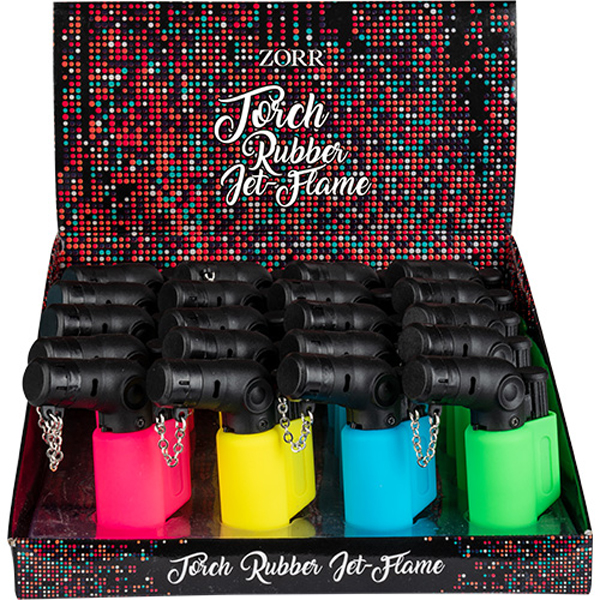 ZORR®
Torch
Rubber
Jet-Flame
Torch Rubber Jet-Flame